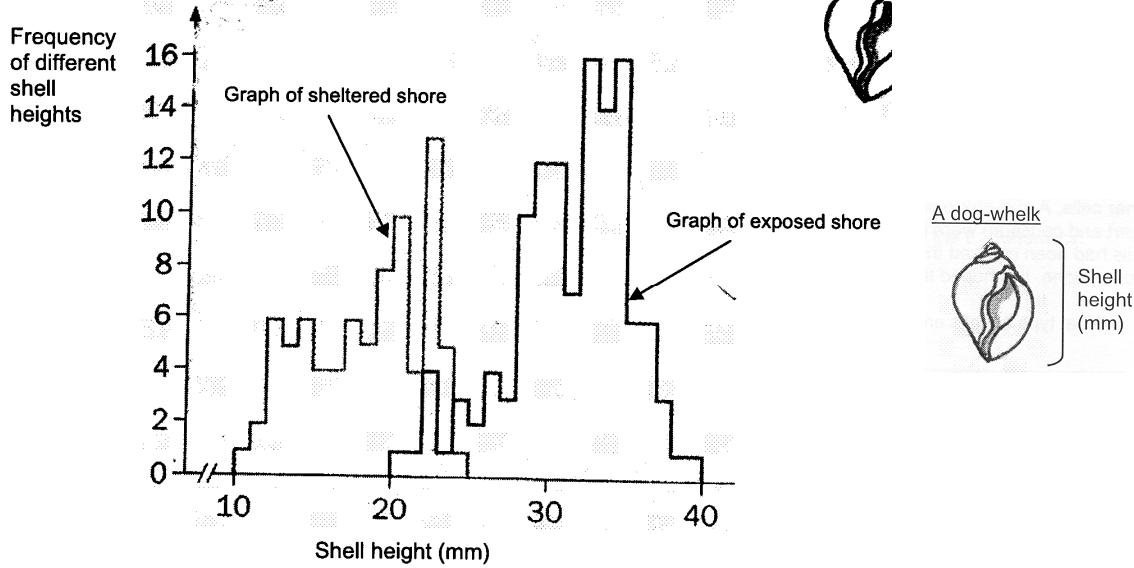 Frequency
of different
shell
heights
16
14
12
10
8
6
4
2
0
10
20
30
40
Shell height (mm)
Graph of sheltered shore
Graph of exposed shore
A dog-whelk
Shell
height
(mm)